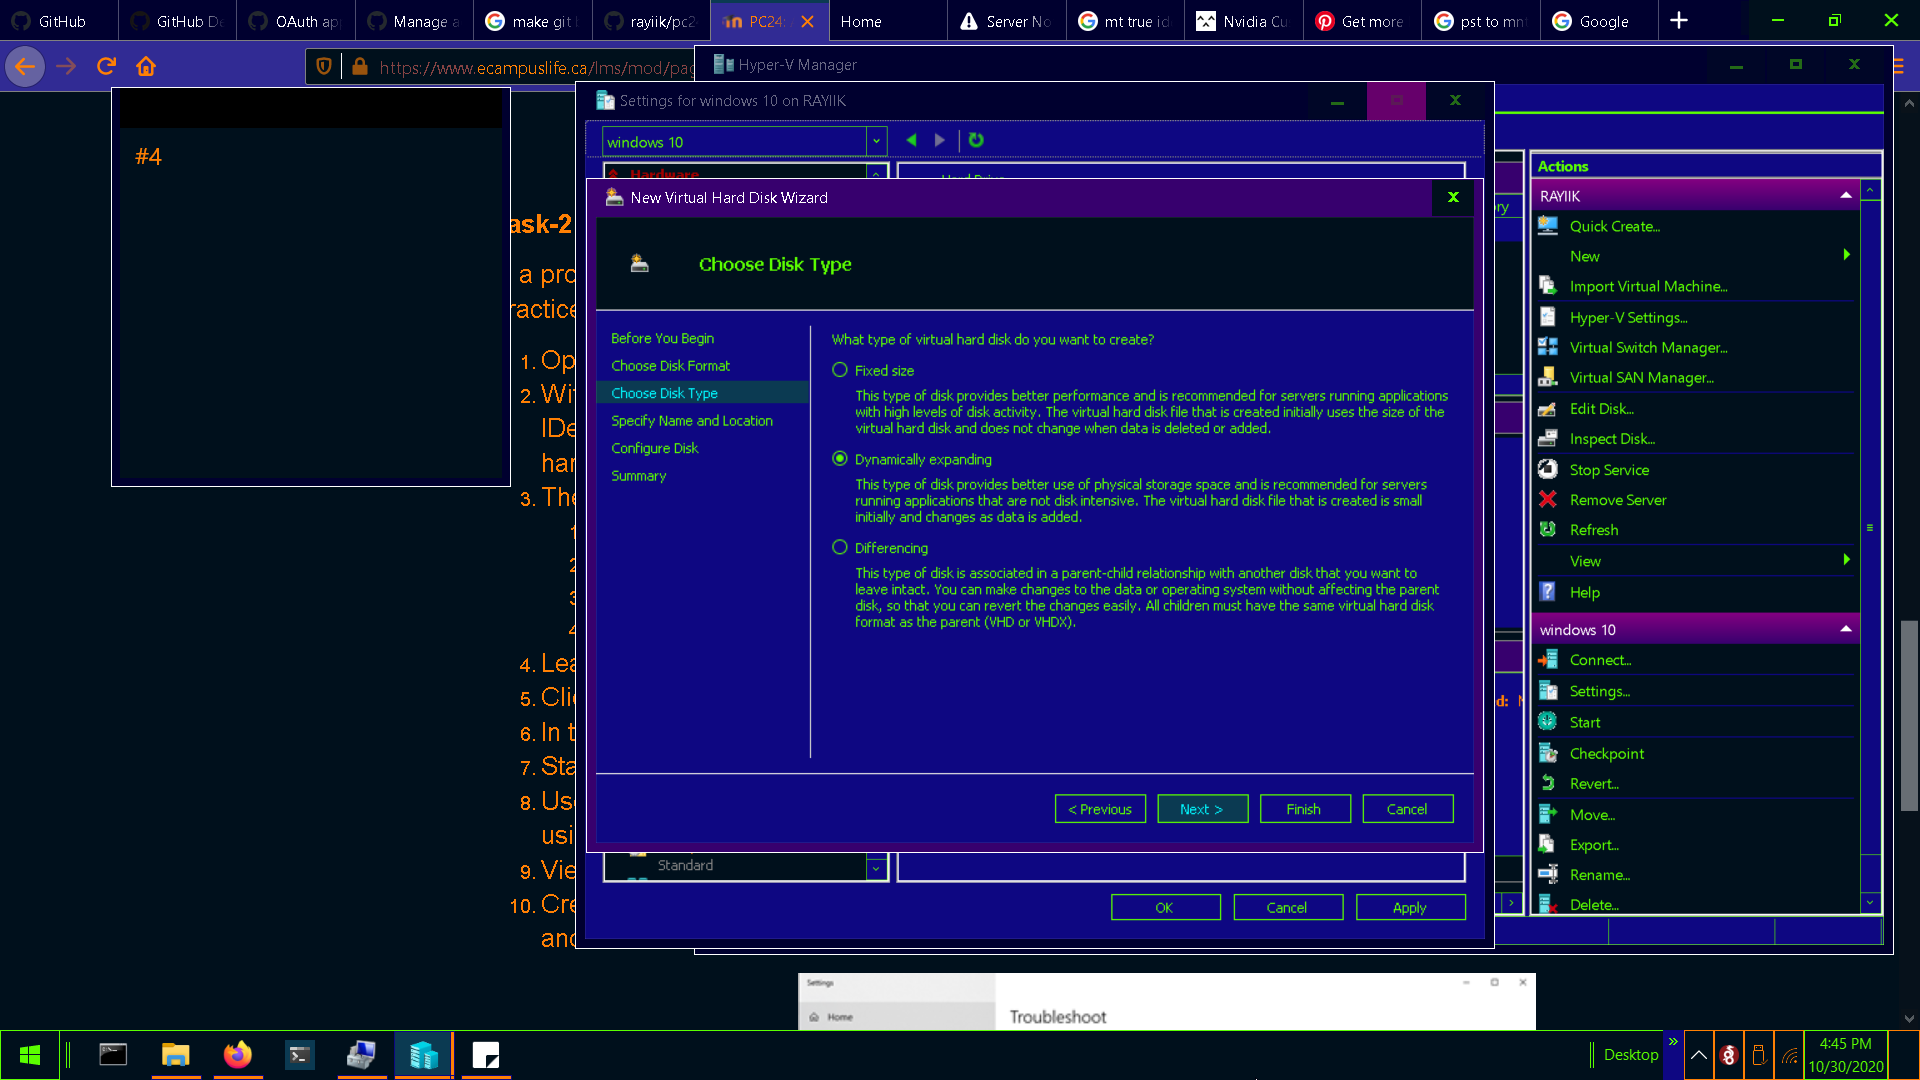 GitHub
GitHub De
OAuth ap
Manage a
make git b
rayiik/pc2
PC24:
Home
Server No
mt true id
Nvidia Cu
Get more
pst to mn
Google
https://www.ecampuslife.ca/lms/mod/pag
Hyper-V Manager
Settings for windows 10 on RAYIIK
windows 10
Hardware
Hard Drive
#4
ask-2
a pro
ractice
1. Op
2. Wit
IDe
har
3. The
4. Lea
5. Clic
6. In t
7. Sta
8. Use
usi
9. Vie
10. Cre
and
New Virtual Hard Disk Wizard
Choose Disk Type
Before You Begin
Choose Disk Format
Choose Disk Type
Specify Name and Location
Configure Disk
Summary
What type of virtual hard disk do you want to create?
Fixed size
This type of disk provides better performance and is recommended for servers running applications
with high levels of disk activity. The virtual hard disk file that is created initially uses the size of the
virtual hard disk and does not change when data is deleted or added.
Dynamically expanding
This type of disk provides better use of physical storage space and is recommended for servers
running applications that are not disk intensive. The virtual hard disk file that is created is small
initially and changes as data is added.
Differencing
This type of disk is associated in a parent-child relationship with another disk that you want to
leave intact. You can make changes to the data or operating system without affecting the parent
disk, so that you can revert the changes easily. All children must have the same virtual hard disk
format as the parent (VHD or VHDX).
< Previous
Next >
Finish
Cancel
Standard
OK
Cancel
Apply
ry
d:
Actions
RAYIIK
Quick Create...
New
Import Virtual Machine...
Hyper-V Settings...
Virtual Switch Manager...
Virtual SAN Manager...
Edit Disk...
Inspect Disk...
Stop Service
Remove Server
Refresh
View
Help
windows 10
Connect...
Settings...
Start
Checkpoint
Revert...
Move...
Export...
Rename...
Delete...
Settings
Home
Troubleshoot
Desktop
4:45 PM
10/30/2020